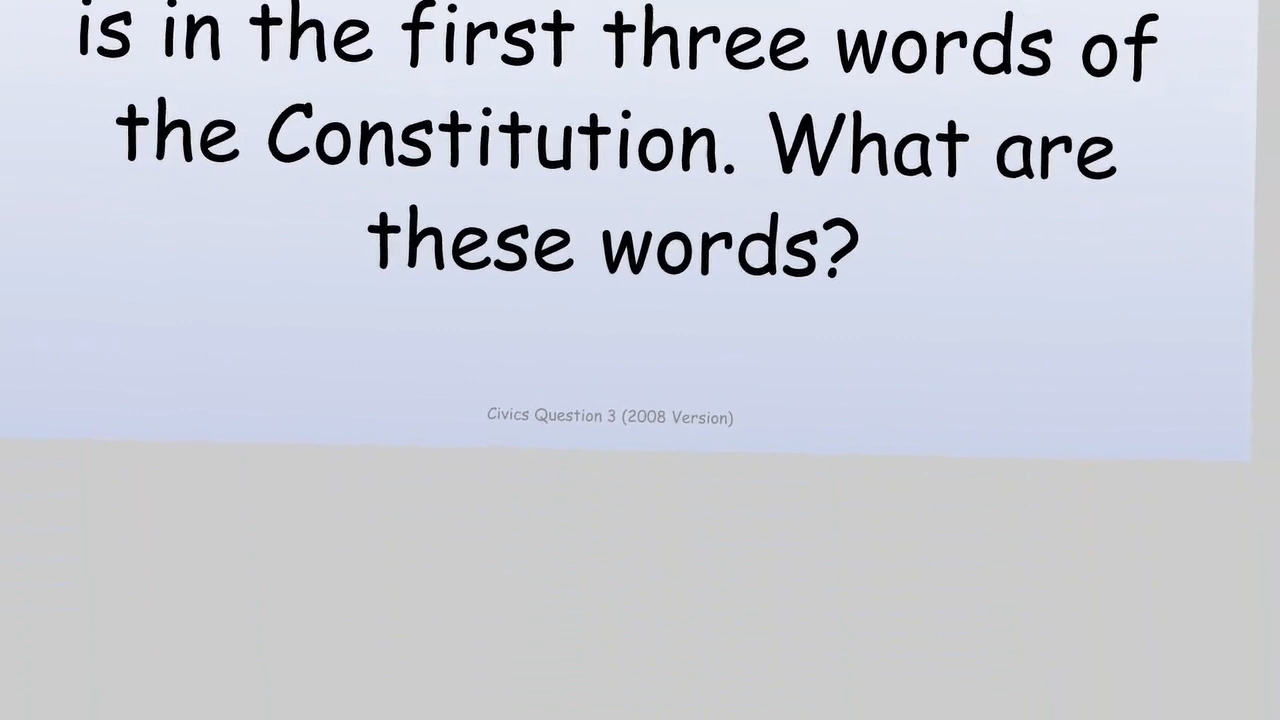 is in the first three words of
the Constitution. What are
these words?
Civics Question 3 (2008 Version)